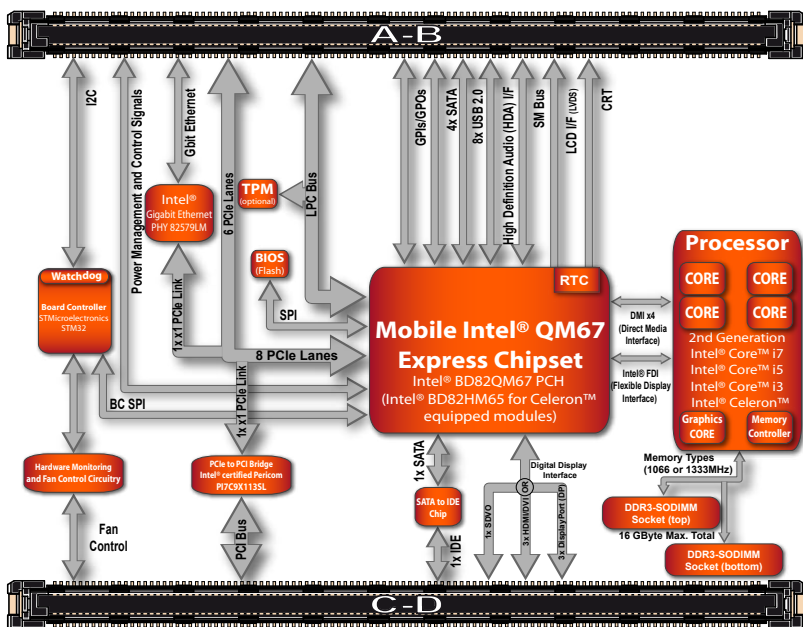 A-B
I2C
Power Management and Control Signals
Gbit Ethernet
6 PCIe Lanes
LPC Bus
GPIs/GPOs
4x SATA
8x USB 2.0
High Definition Audio (HDA) I/F
SM Bus
LCD I/F (LVDS)
CRT
Intel®
Gigabit Ethernet
PHY 82579LM
TPM
(optional)
BIOS
(Flash)
SPI
Watchdog
Board Controller
STMicroelectronics
STM32
1x x1 PCIe Link
8 PCIe Lanes
1x x1 PCIe Link
BC SPI
RTC
Mobile Intel® QM67
Express Chipset
Intel® BD82QM67 PCH
(Intel® BD82HM65 for Celeron™
equipped modules)
DMI x4
(Direct Media
Interface)
Intel® FDI
(Flexible Display
Interface)
Processor
CORE
CORE
CORE
CORE
2nd Generation
Intel® Core™ i7
Intel® Core™ i5
Intel® Core™ i3
Intel® Celeron™
Graphics
CORE
Memory
Controller
Memory Types
(1066 or 1333MHz)
DDR3-SODIMM
Socket (top)
16 GByte Max. Total
DDR3-SODIMM
Socket (bottom)
Hardware Monitoring
and Fan Control Circuitry
Fan
Control
PCIe to PCI Bridge
Intel® certified Pericom
PI7C9X113SL
PCI Bus
1x SATA
SATA to IDE
Chip
1x IDE
Digital Display
Interface
OR
1x SDVO
3x HDMI/DVI
3x DisplayPort (DP)
C-D